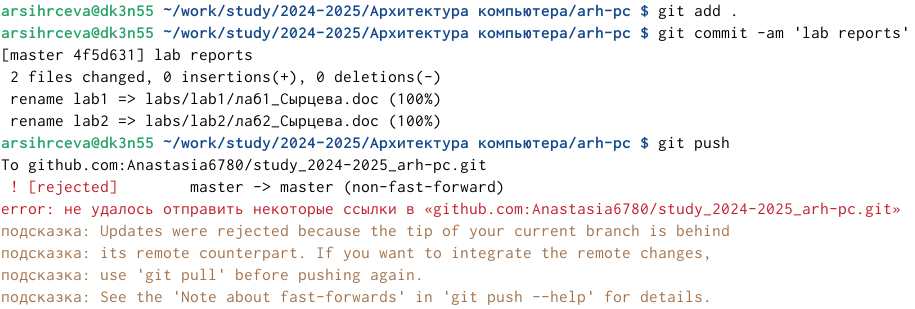 arsihrceva@dk3n55 ~/work/study/2024-2025/Архитектура компьютера/arh-pc $ git add .
arsihrceva@dk3n55 ~/work/study/2024-2025/Архитектура компьютера/arh-pc $ git commit -am 'lab reports'
[master 4f5d631] lab reports
 2 files changed, 0 insertions(+), 0 deletions(-)
 rename lab1 => labs/lab1/ла61_Сырцева.doc (100%)
 rename lab2 => labs/lab2/ла62_Сырцева.doc (100%)
arsihrceva@dk3n55 ~/work/study/2024-2025/Архитектура компьютера/arh-pc $ git push
To github.com:Anastasia6780/study_2024-2025_arh-pc.git
 ! [rejected]        master -> master (non-fast-forward)
error: не удалось отправить некоторые ссылки в «github.com:Anastasia6780/study_2024-2025_arh-pc.git»
подсказка: Updates were rejected because the tip of your current branch is behind
подсказка: its remote counterpart. If you want to integrate the remote changes,
подсказка: use 'git pull' before pushing again.
подсказка: See the 'Note about fast-forwards' in 'git push --help' for details.